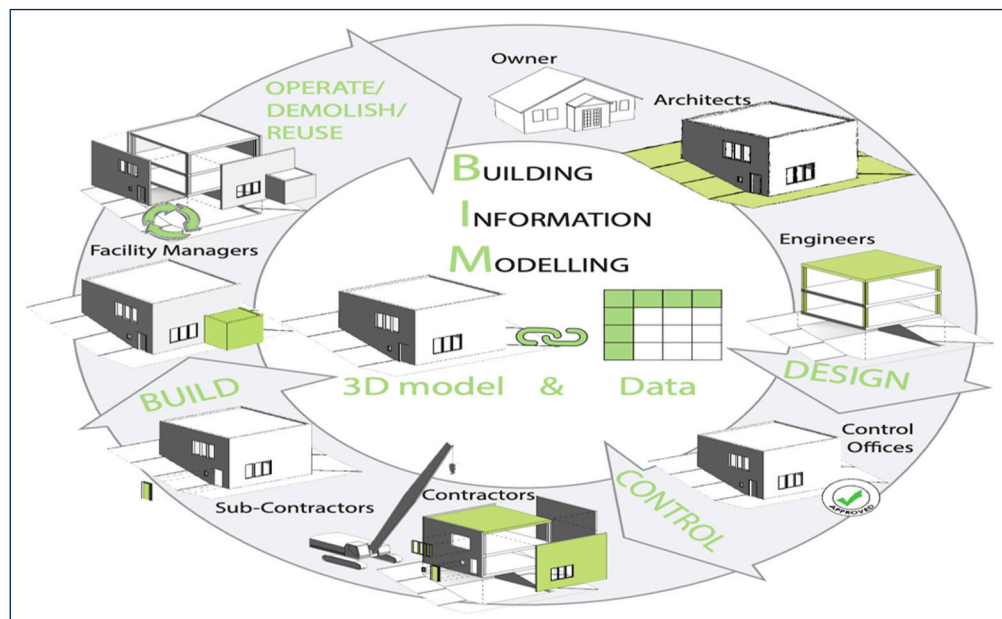 Owner
Architects
Engineers
DESIGN
Control
Offices
APPROVED
CONTROL
Contractors
Sub-Contractors
BUILD
Facility Managers
OPERATE/
DEMOLISH/
REUSE
BUILDING
INFORMATION
MODELLING
3D model & Data